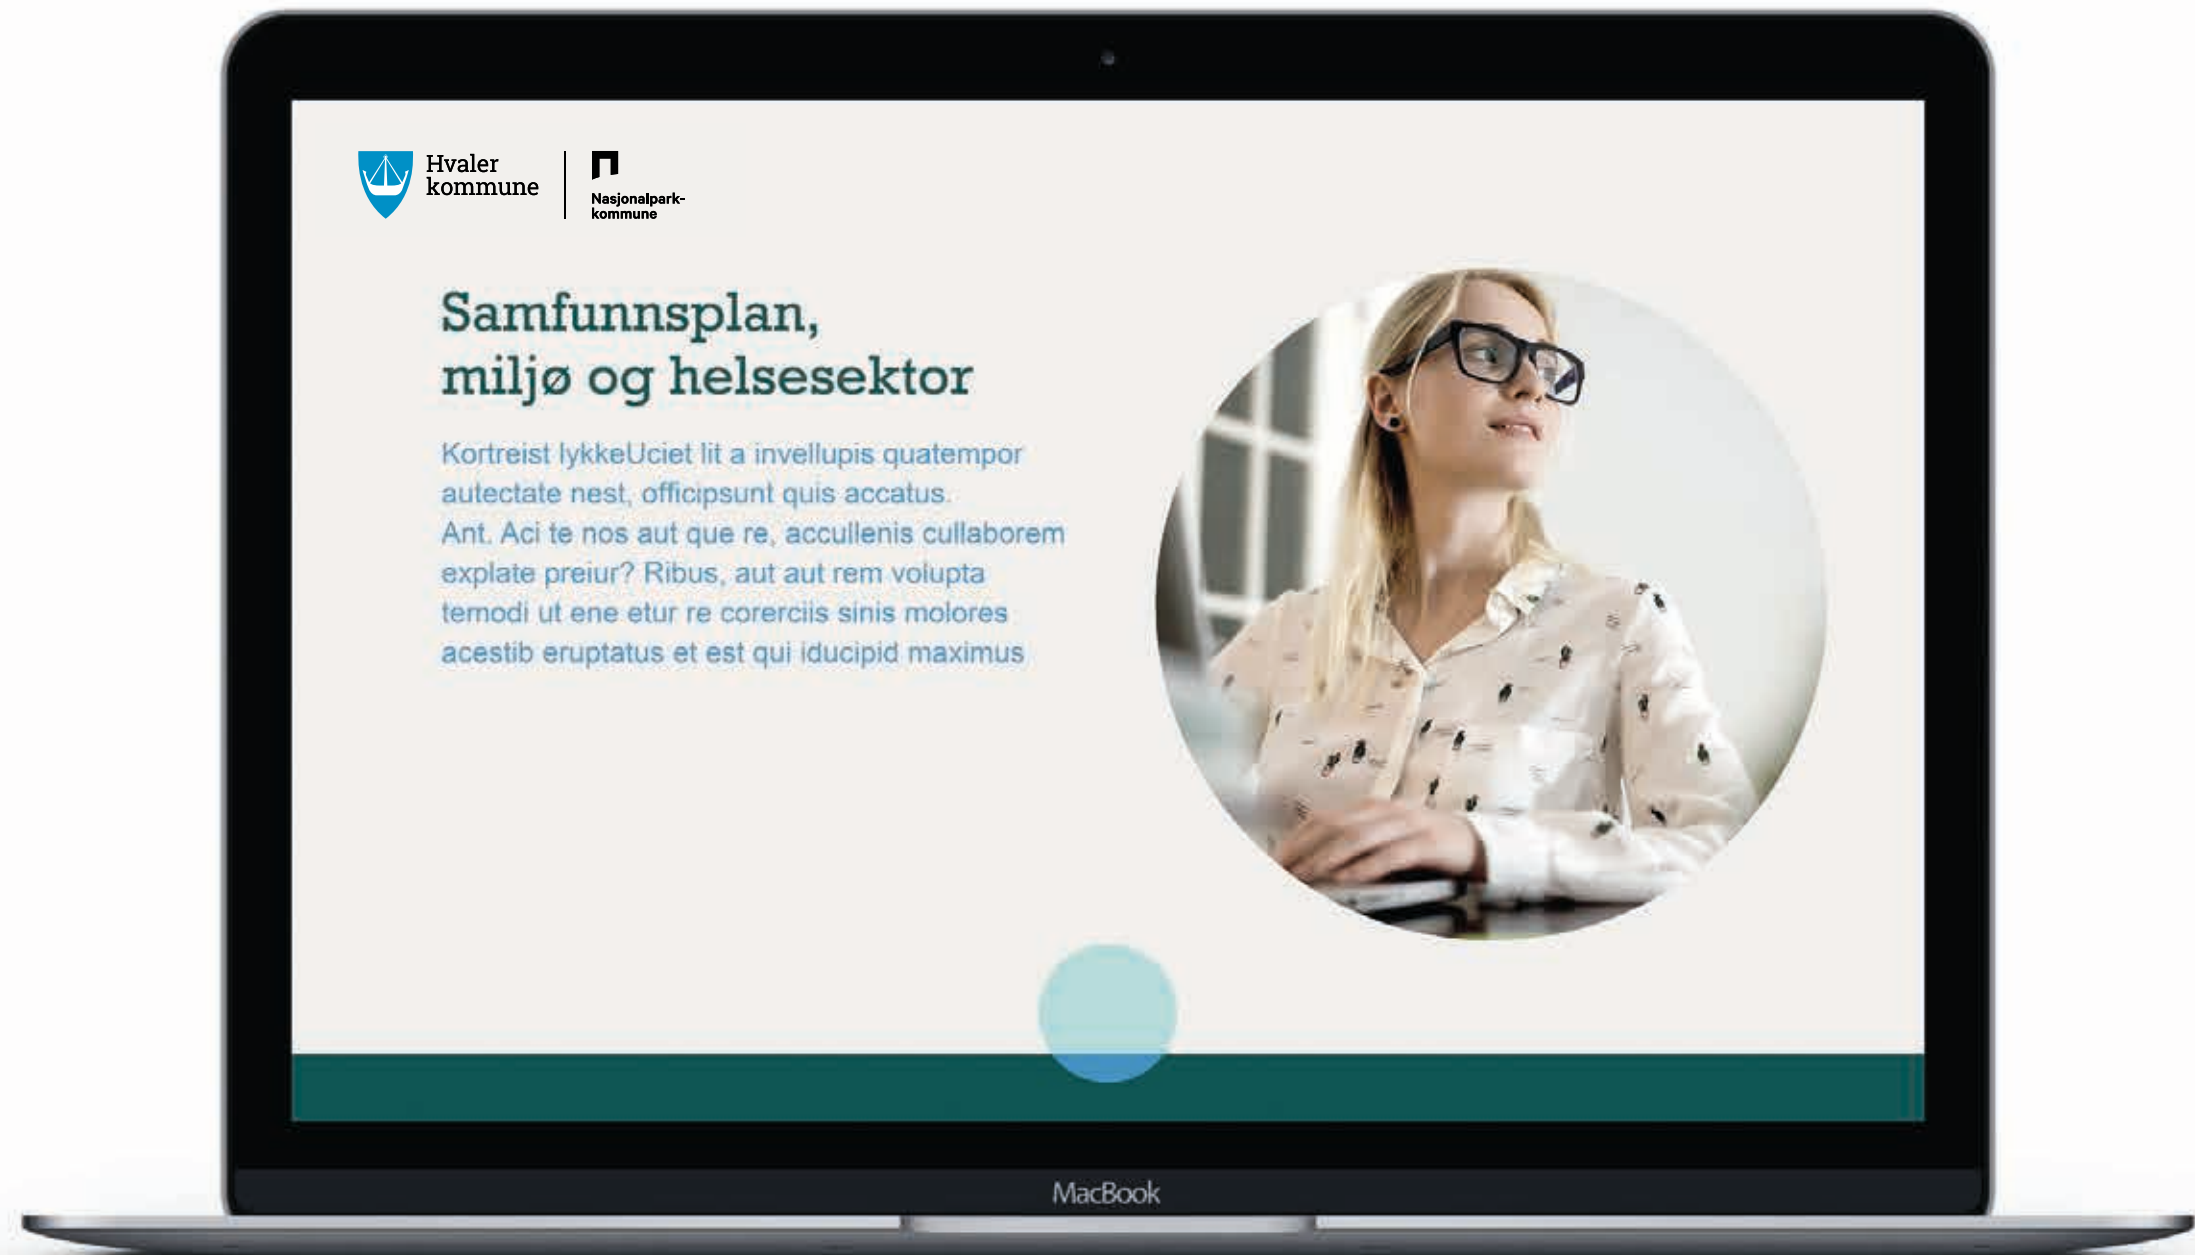 Hvaler
kommune
Nasjonalpark-
kommune
Samfunnsplan,
miljø og helsesektor
Kortreist lykkeUciet lit a invellupis quatempor
autectate nest, officipsunt quis accatus.
Ant. Aci te nos aut que re, accullenis cullaborem
explate preiur? Ribus, aut aut rem volupta
temodi ut ene etur re corerciis sinis molores
acestib eruptatus et est qui iducipid maximus
MacBook